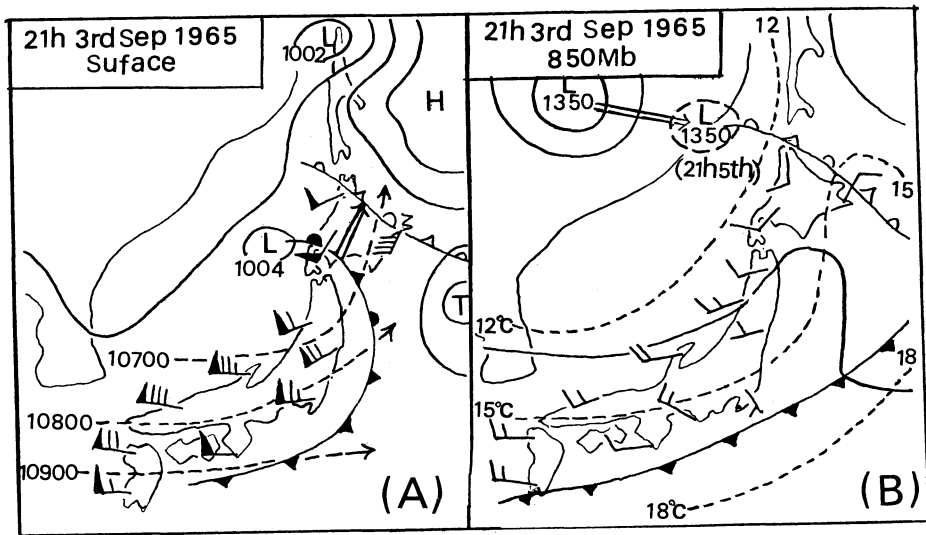 21h 3rd Sep 1965
Suface
L
1002
H
L
1004
T
10700
10800
10900
(A)
21h 3rd Sep 1965
850Mb
12
L
1350
L
1350
(21h5th)
15
12°C
18
15°C
18°C
(B)